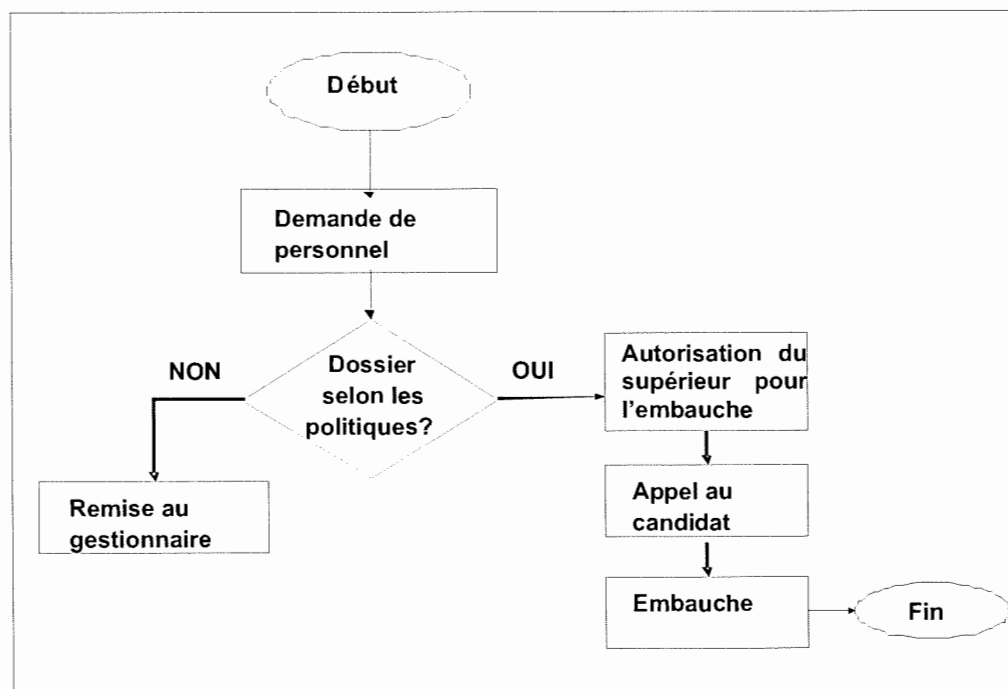 Début
Demande de
personnel
Dossier
selon les
politiques?
NON
OUI
Remise au
gestionnaire
Autorisation du
supérieur pour
l'embauche
Appel au
candidat
Embauche
Fin